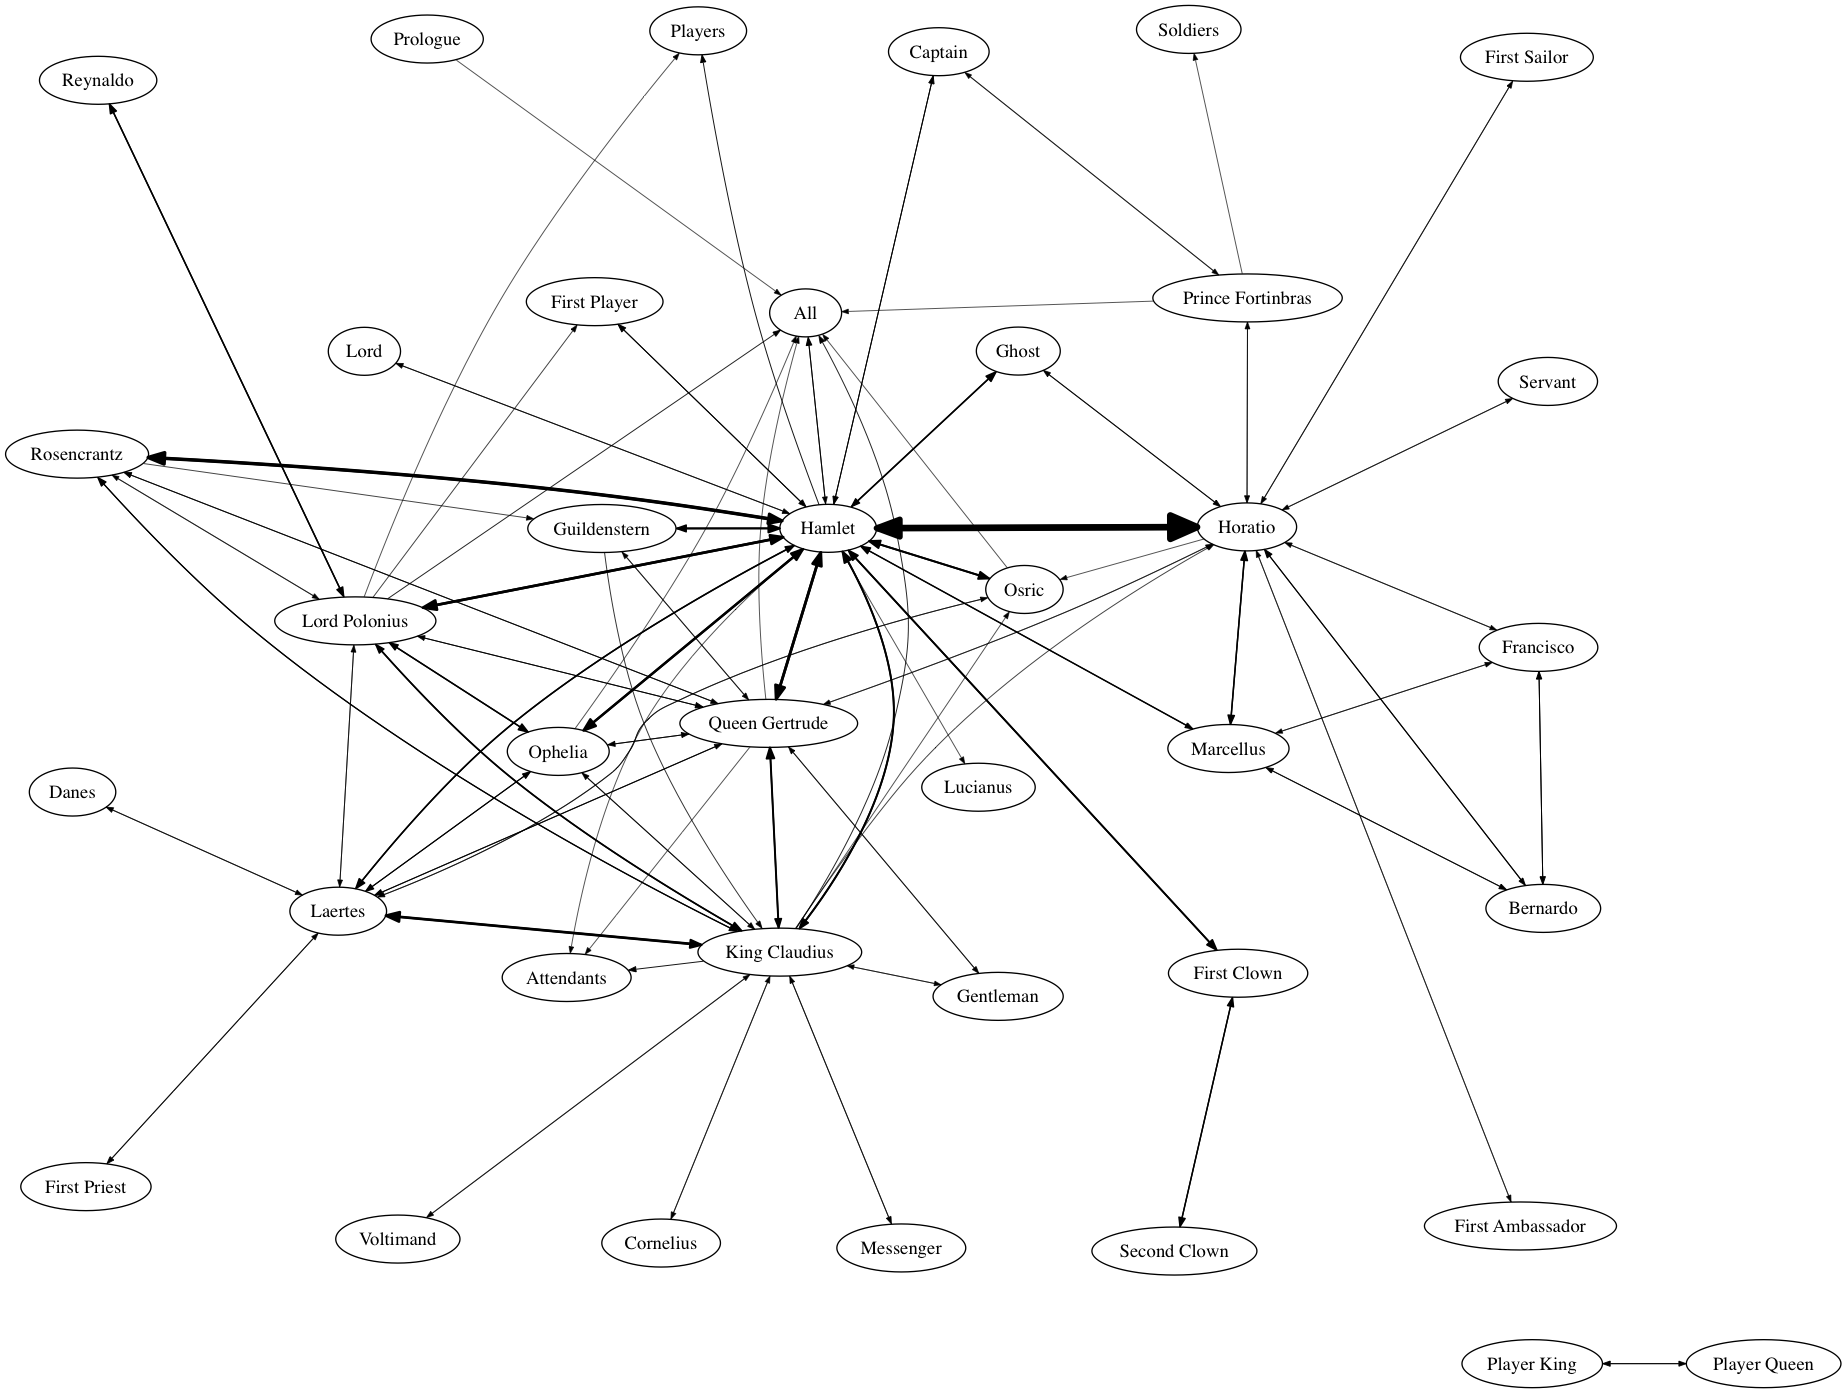 Prologue
Players
Captain
Soldiers
First Sailor
Reynaldo
First Player
All
Prince Fortinbras
Lord
Ghost
Servant
Rosencrantz
Guildenstern
Hamlet
Horatio
Osric
Lord Polonius
Francisco
Queen Gertrude
Ophelia
Marcellus
Danes
Lucianus
Laertes
Bernardo
King Claudius
Attendants
Gentleman
First Clown
First Priest
Voltimand
Cornelius
Messenger
Second Clown
First Ambassador
Player King
Player Queen